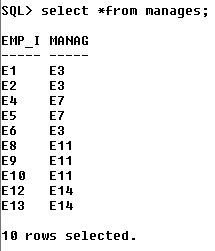 SQL> select *from manages;
EMP_I MANAG
----- -----
E1    E3
E2    E3
E4    E7
E5    E7
E6    E3
E8    E11
E9    E11
E10   E11
E12   E14
E13   E14
10 rows selected.